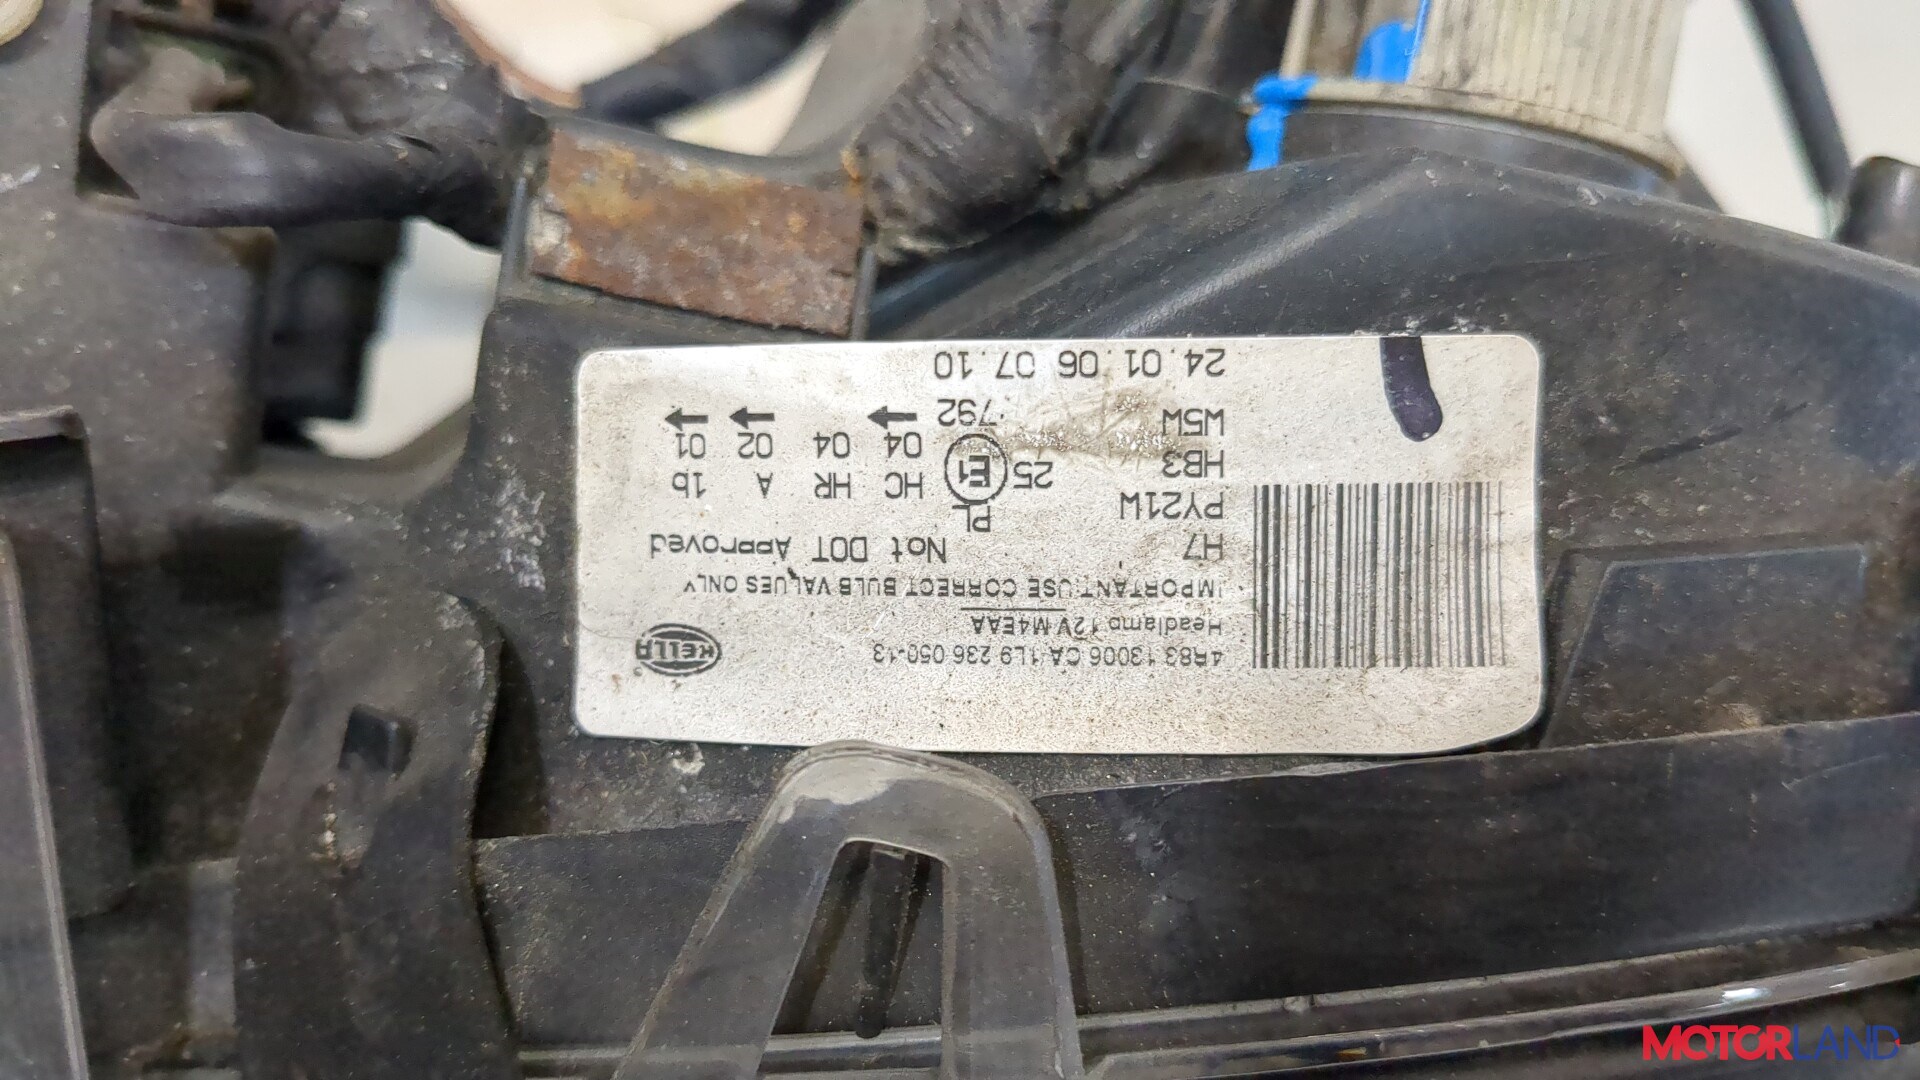 4R83 13006 CA 1L9 236 050-13
HELLA
Headlamp 12V M4EAA
IMPORTANT:USE CORRECT BULB VALUES ONLY
H7 Not DOT Approved
PY21W PL
HB3 25 E1 HC HR A 1b
W5W 792 04 04 02 01
24.01.06 07.10
MOTORLAND